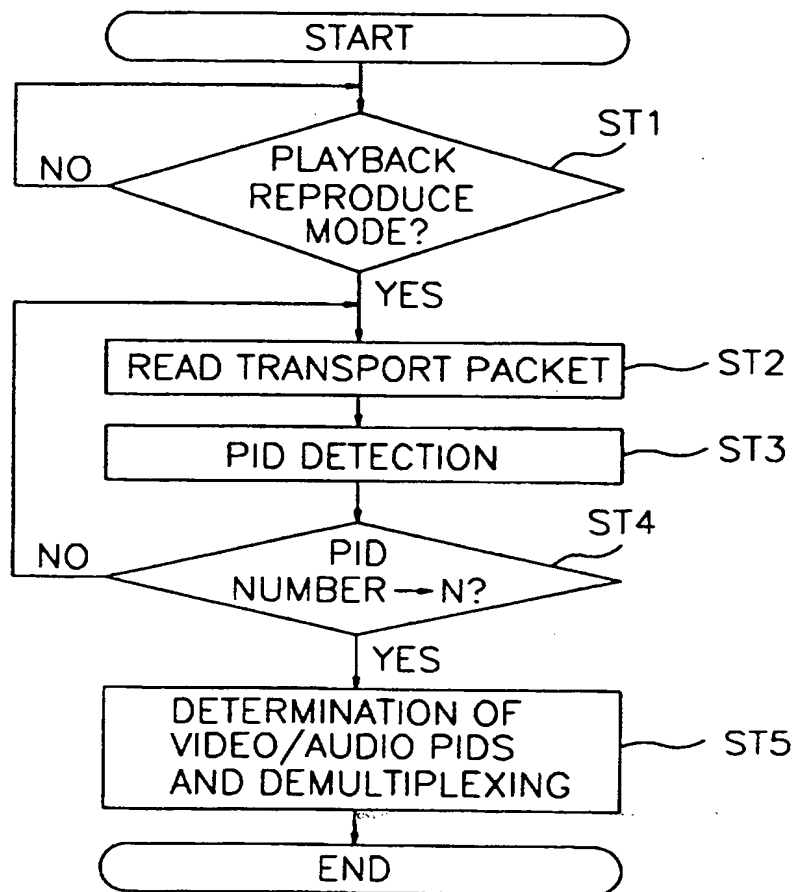 START
ST1
PLAYBACK
REPRODUCE
MODE?
NO
YES
READ TRANSPORT PACKET
ST2
PID DETECTION
ST3
ST4
PID
NUMBER→N?
NO
YES
DETERMINATION OF
VIDEO/AUDIO PIDS
AND DEMULTIPLEXING
ST5
END